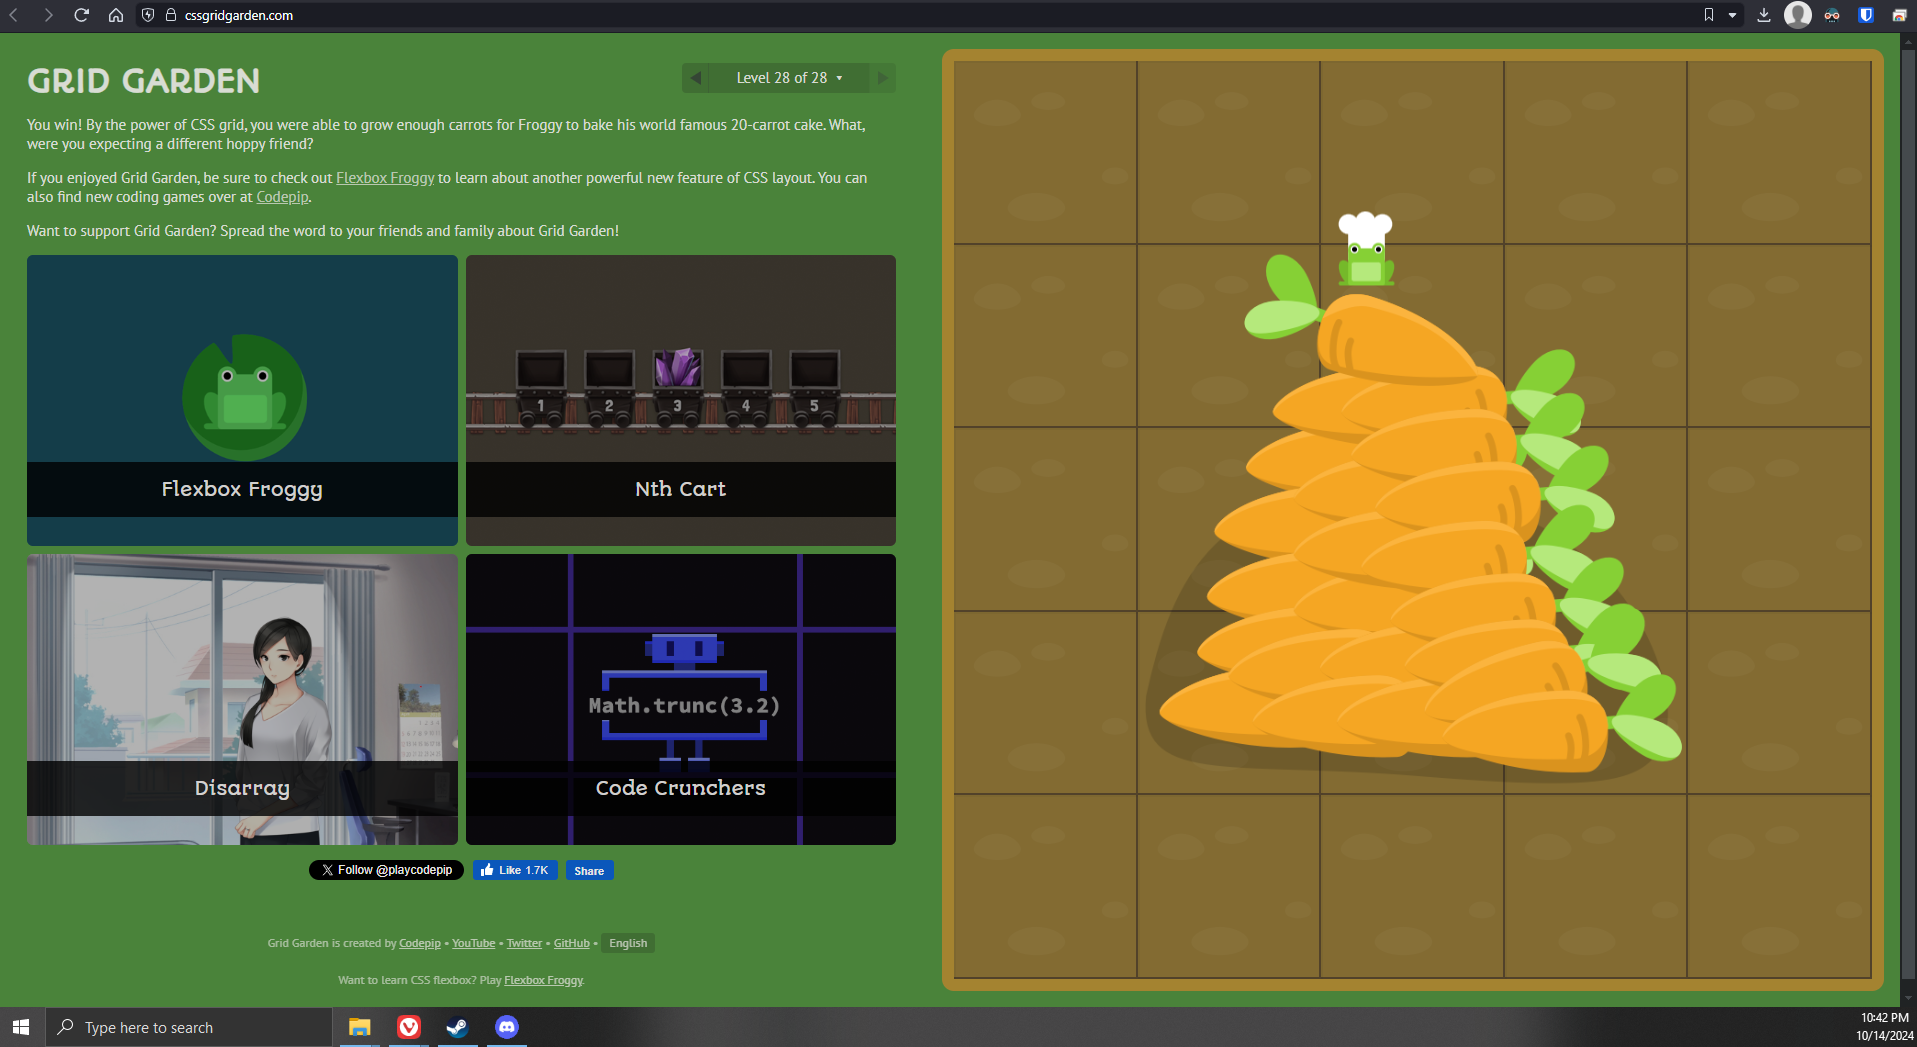 cssgridgarden.com
GRID GARDEN
Level 28 of 28
You win! By the power of CSS grid, you were able to grow enough carrots for Froggy to bake his world famous 20-carrot cake. What,
were you expecting a different hoppy friend?
If you enjoyed Grid Garden, be sure to check out Flexbox Froggy to learn about another powerful new feature of CSS layout. You can
also find new coding games over at Codepip.
Want to support Grid Garden? Spread the word to your friends and family about Grid Garden!
1 2 3 4 5
Flexbox Froggy
Nth Cart
Math.trunc(3.2)
Disarray
Code Crunchers
X Follow @playcodepip
Like 1.7K
Share
Grid Garden is created by Codepip • YouTube • Twitter • GitHub • English
Want to learn CSS flexbox? Play Flexbox Froggy.
Type here to search
10:42 PM
10/14/2024